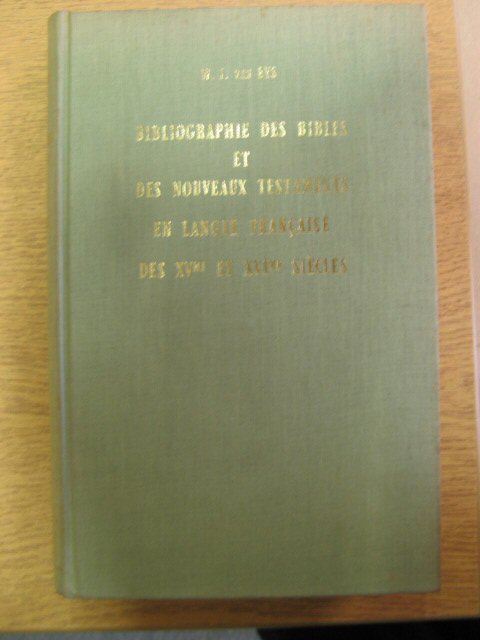 W. J. van EYS
BIBLIOGRAPHIE DES BIBLES
ET
DES NOUVEAUX TESTAMENTS
EN LANGUE FRANÇAISE
DES XVme ET XVIme SIÈCLES